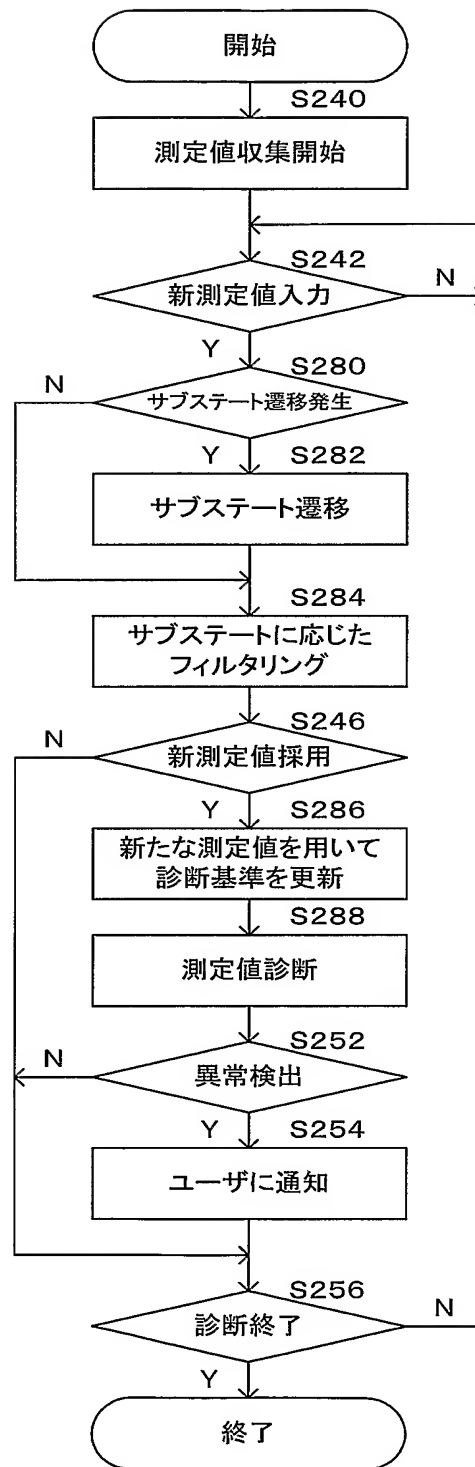 開始
S240
測定値収集開始
S242
新測定値入力
N
Y
S280
N
サブステート遷移発生
Y
S282
サブステート遷移
S284
サブステートに応じた
フィルタリング
S246
N
新測定値採用
Y
S286
新たな測定値を用いて
診断基準を更新
S288
測定値診断
S252
N
異常検出
Y
S254
ユーザに通知
S256
N
診断終了
Y
終了